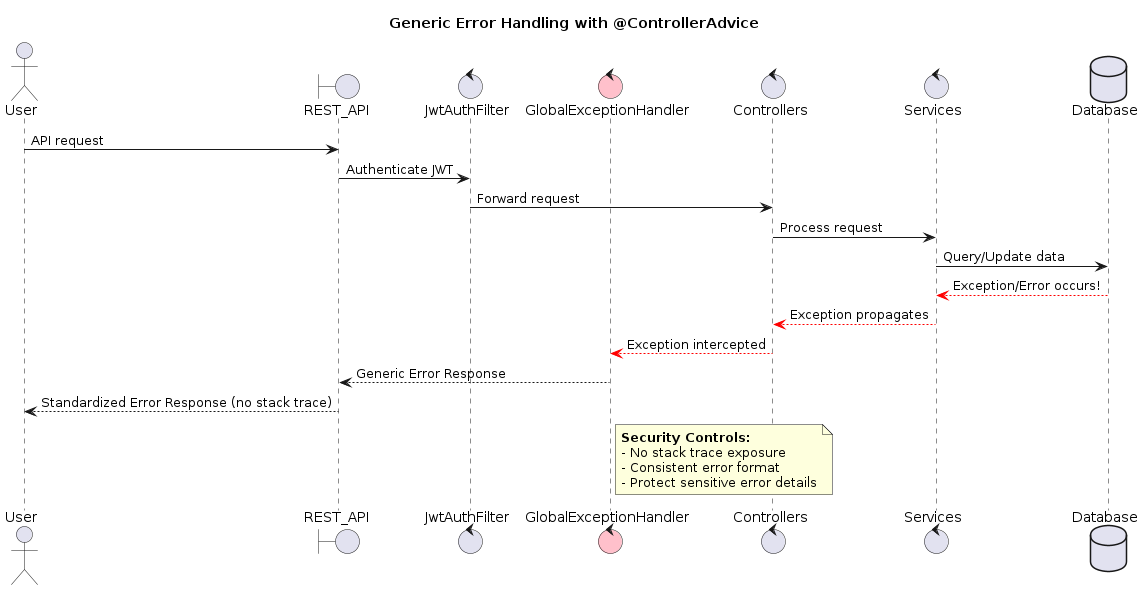 Generic Error Handling with @ControllerAdvice
User
REST_API
JwtAuthFilter
GlobalExceptionHandler
Controllers
Services
Database
API request
Authenticate JWT
Forward request
Process request
Query/Update data
Exception/Error occurs!
Exception propagates
Exception intercepted
Generic Error Response
Standardized Error Response (no stack trace)
Security Controls:
- No stack trace exposure
- Consistent error format
- Protect sensitive error details
User
REST_API
JwtAuthFilter
GlobalExceptionHandler
Controllers
Services
Database